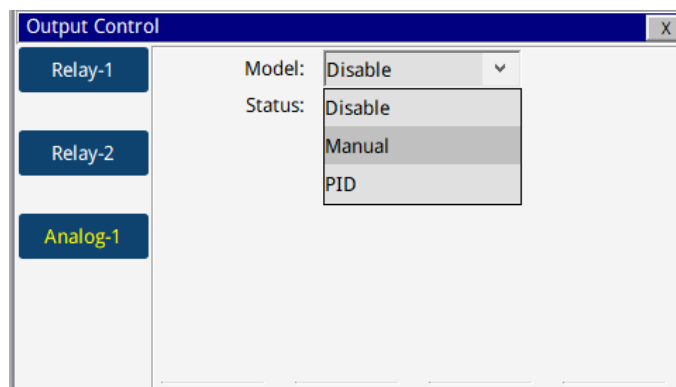 Output Control
X
Relay-1
Model: Disable
Status: Disable
Relay-2
Manual
PID
Analog-1